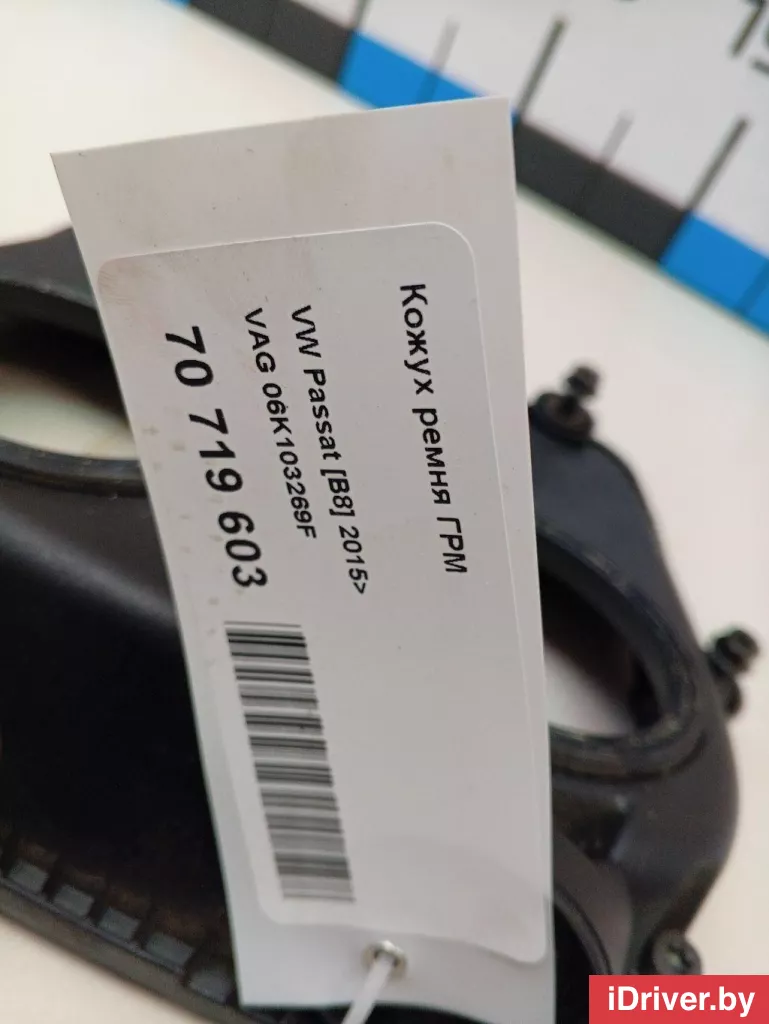 Кожух ремня ГРМ
VW Passat [B8] 2015>
VAG 06K103269F
70 719 603
iDriver.by